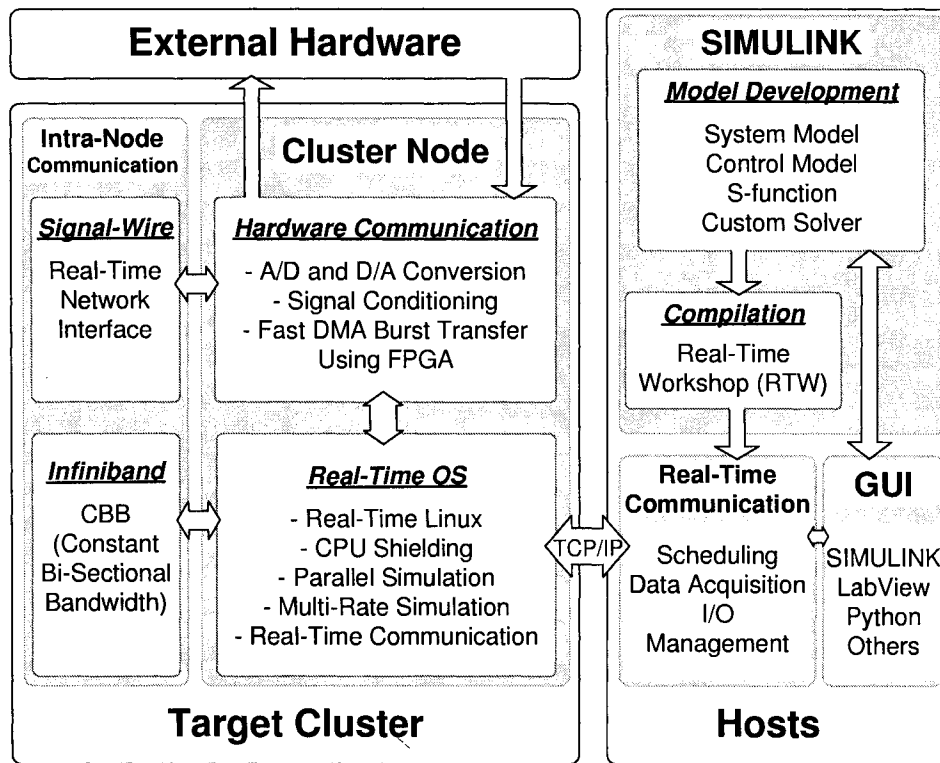 External Hardware
Intra-Node
Communication
Signal-Wire
Real-Time
Network
Interface
Infiniband
CBB
(Constant
Bi-Sectional
Bandwidth)
Cluster Node
Hardware Communication
- A/D and D/A Conversion
- Signal Conditioning
- Fast DMA Burst Transfer
Using FPGA
Real-Time OS
- Real-Time Linux
- CPU Shielding
- Parallel Simulation
- Multi-Rate Simulation
- Real-Time Communication
Target Cluster
TCP/IP
SIMULINK
Model Development
System Model
Control Model
S-function
Custom Solver
Compilation
Real-Time
Workshop (RTW)
Real-Time
Communication
Scheduling
Data Acquisition
I/O
Management
GUI
SIMULINK
LabView
Python
Others
Hosts